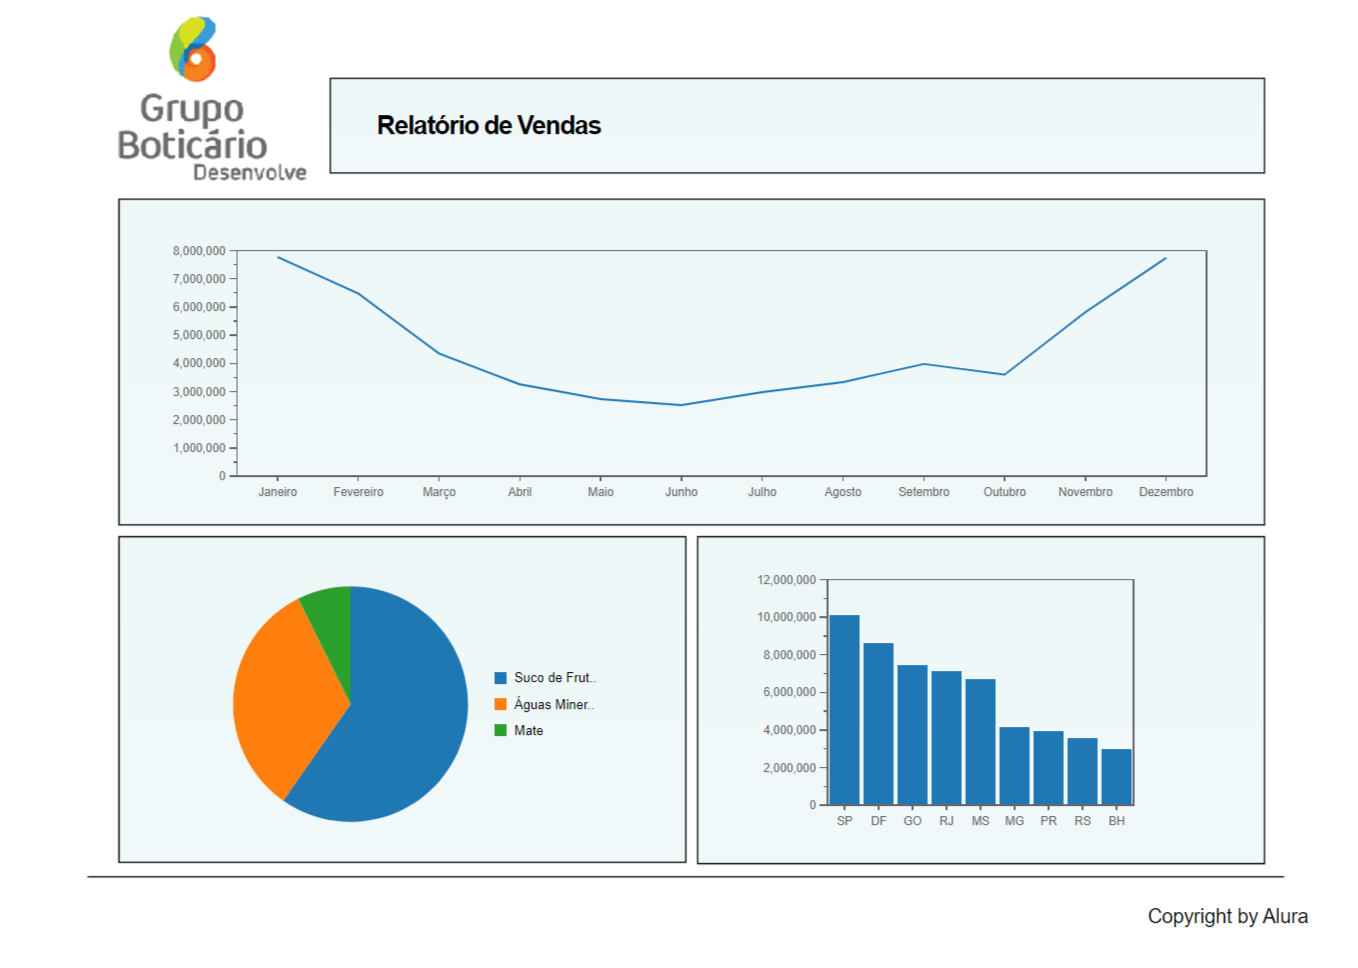 Grupo
Boticário
Desenvolve
Relatório de Vendas
8,000,000
7,000,000
6,000,000
5,000,000
4,000,000
3,000,000
2,000,000
1,000,000
0
Janeiro Fevereiro Março Abril Maio Junho Julho Agosto Setembro Outubro Novembro Dezembro
Suco de Frut..
Águas Miner..
Mate
12,000,000
10,000,000
8,000,000
6,000,000
4,000,000
2,000,000
0
SP DF GO RJ MS MG PR RS BH
Copyright by Alura